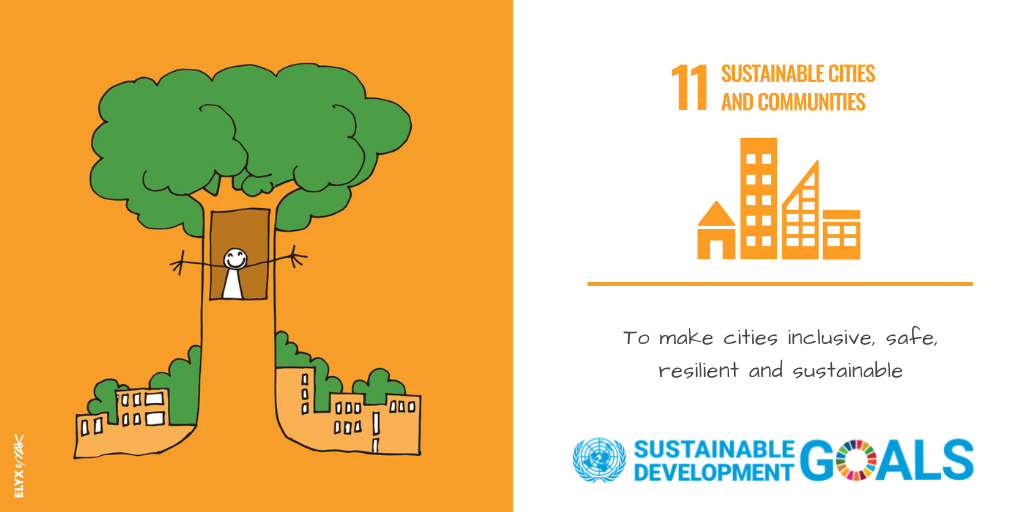 ELYX by YAK
11 SUSTAINABLE CITIES
AND COMMUNITIES
To make cities inclusive, safe,
resilient and sustainable
SUSTAINABLE
DEVELOPMENT
GOALS